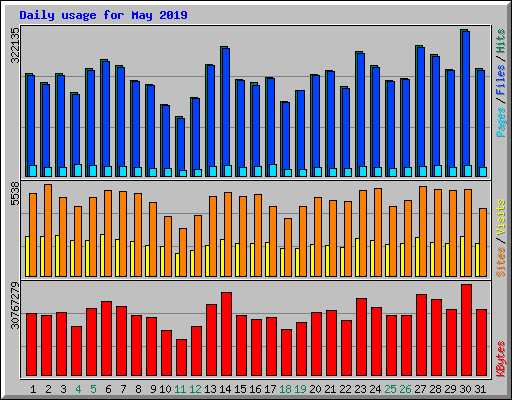 Daily usage for May 2019
322135
Pages / Files / Hits
5538
Sites / Visits
30767279
KBytes
1 2 3 4 5 6 7 8 9 10 11 12 13 14 15 16 17 18 19 20 21 22 23 24 25 26 27 28 29 30 31